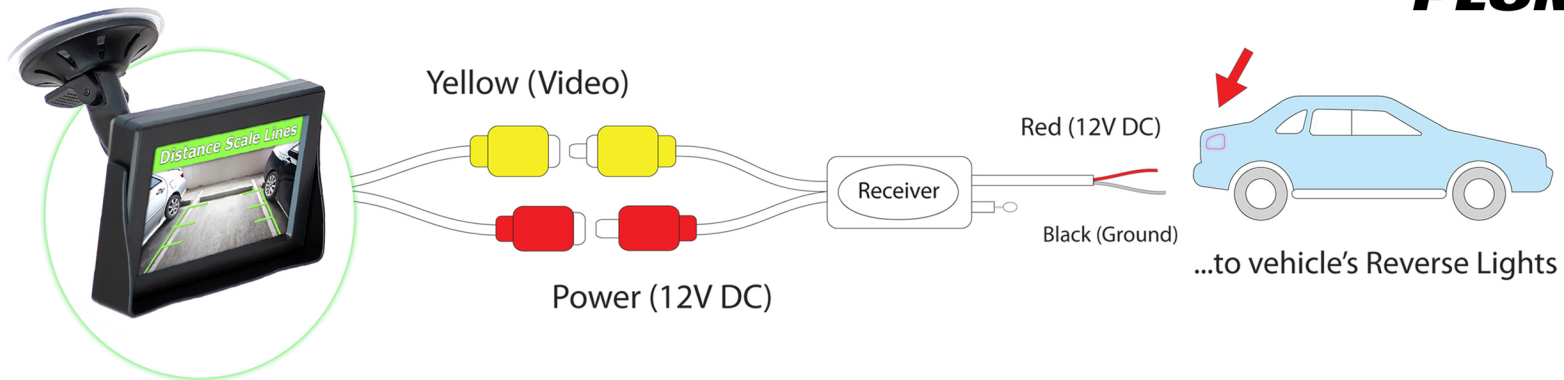 Yellow (Video)
Distance Scale Lines
Red (12V DC)
Receiver
Black (Ground)
...to vehicle's Reverse Lights
Power (12V DC)